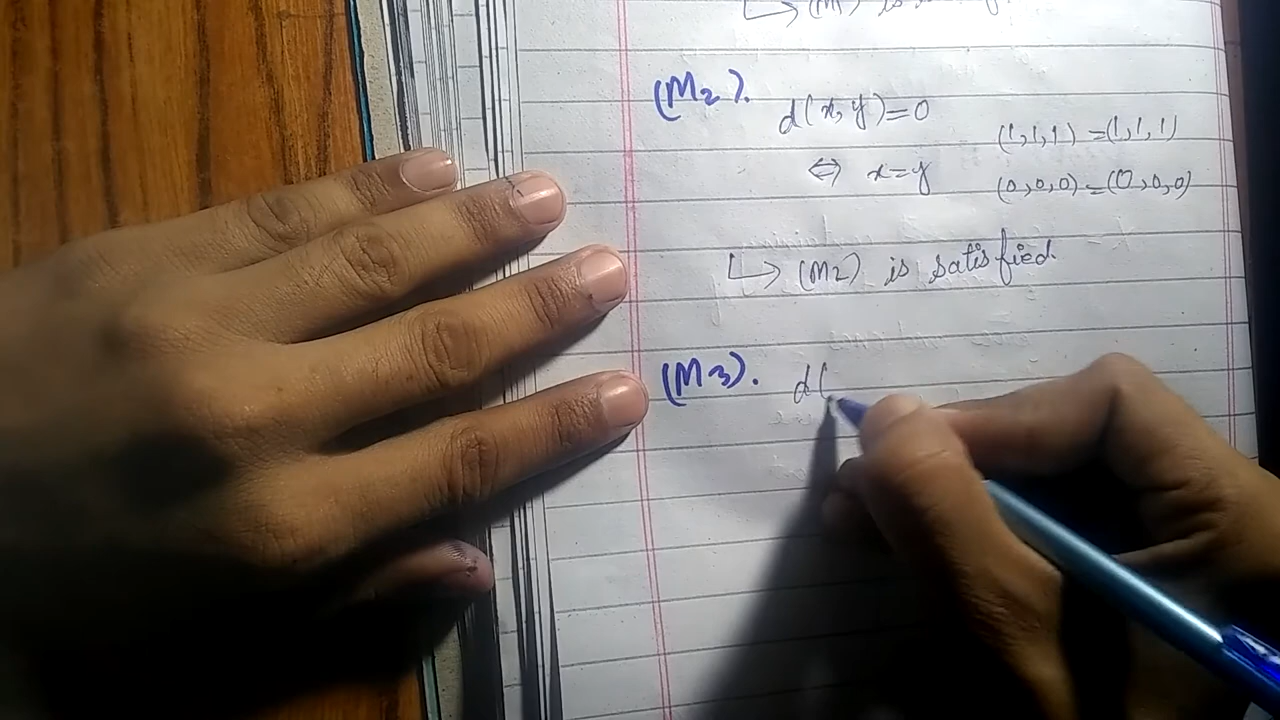 (M2). d(x, y)=0
(1,1,1) =(1,1,1)
⇔ x=y
(0,0,0)=(0,0,0)
↳ (M2) is satisfied.
(M3). d(